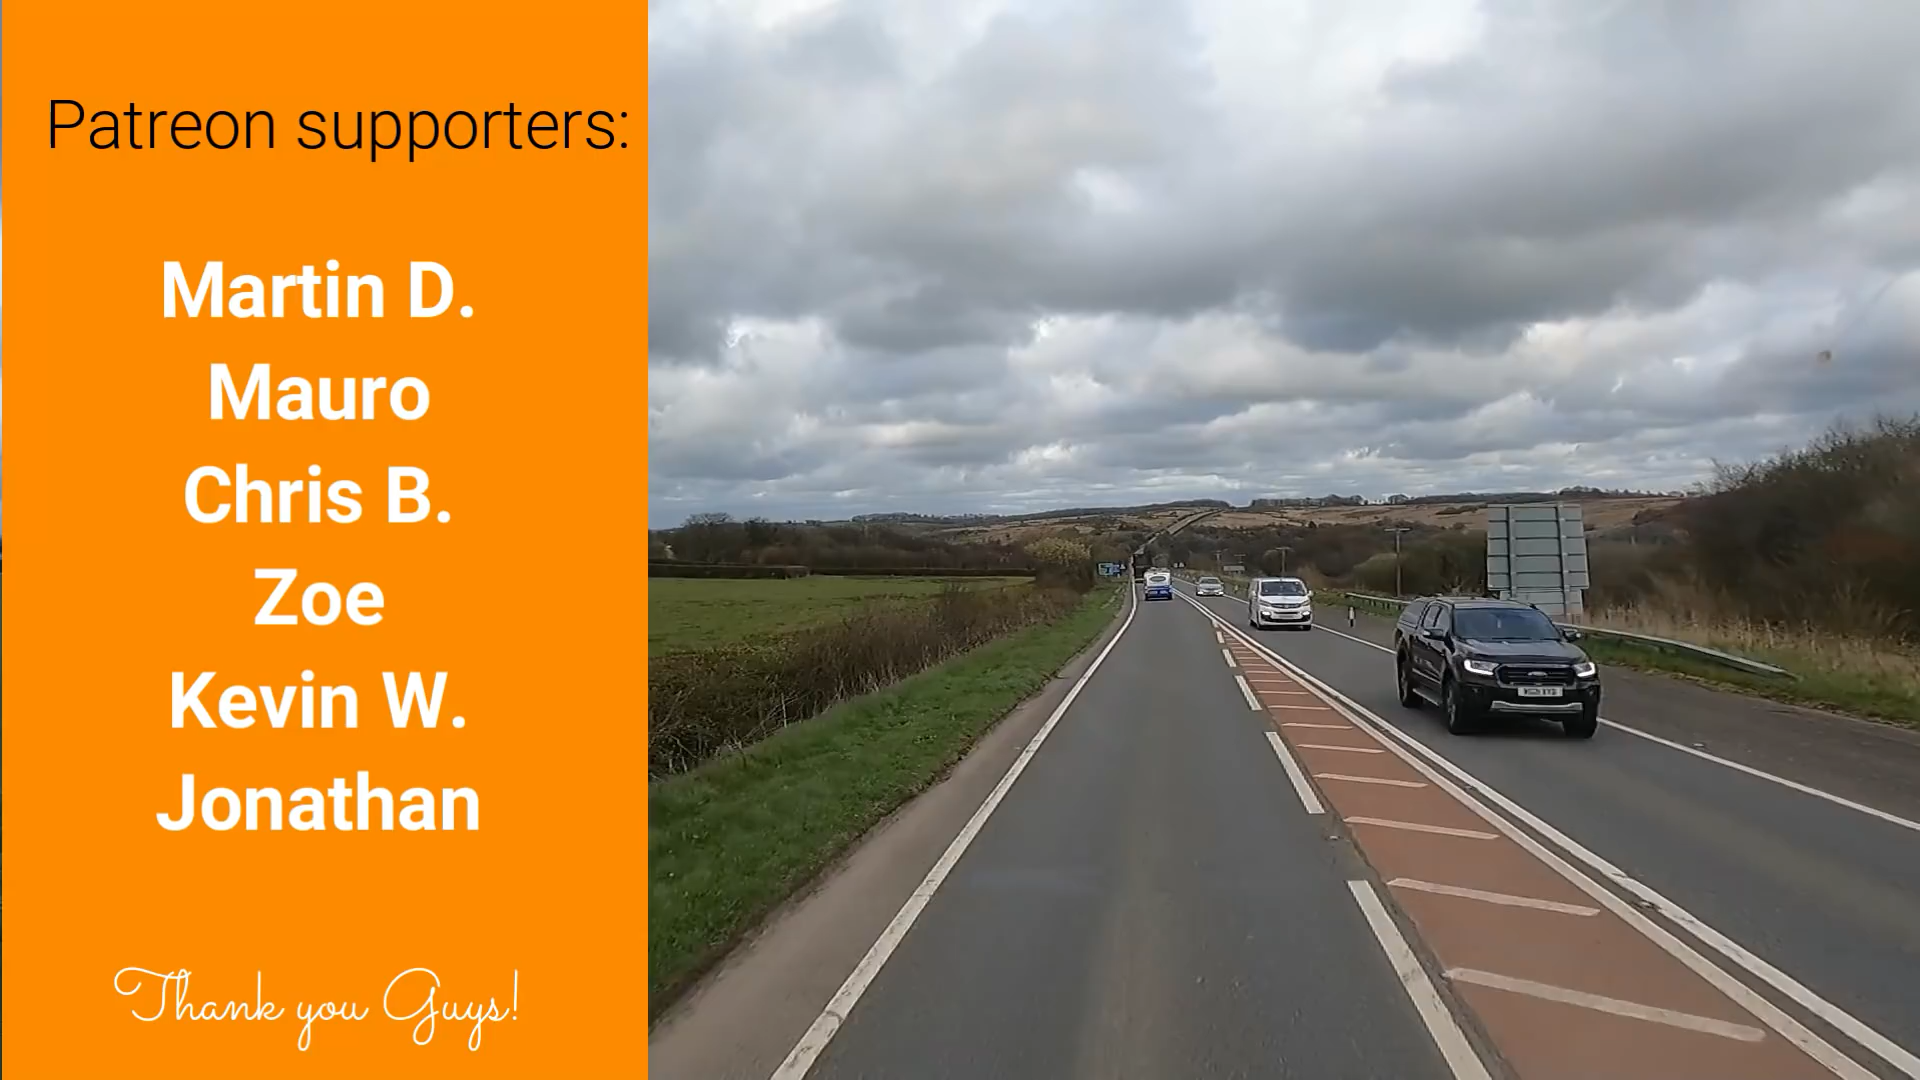 Patreon supporters:
Martin D.
Mauro
Chris B.
Zoe
Kevin W.
Jonathan
Thank you Guys!